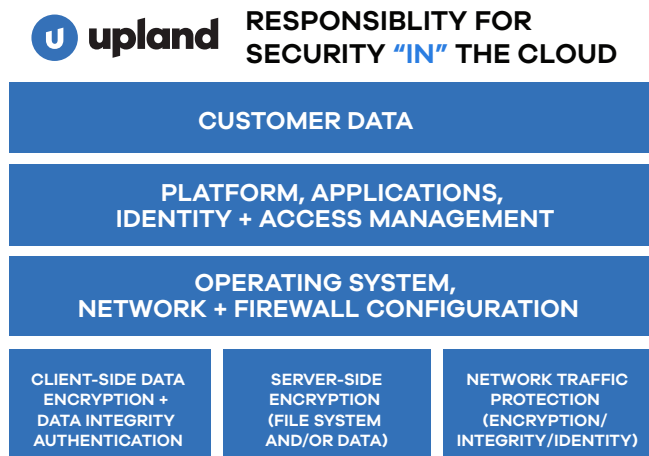 upland
RESPONSIBLITY FOR
SECURITY “IN” THE CLOUD
CUSTOMER DATA
PLATFORM, APPLICATIONS,
IDENTITY + ACCESS MANAGEMENT
OPERATING SYSTEM,
NETWORK + FIREWALL CONFIGURATION
CLIENT-SIDE DATA
ENCRYPTION +
DATA INTEGRITY
AUTHENTICATION
SERVER-SIDE
ENCRYPTION
(FILE SYSTEM
AND/OR DATA)
NETWORK TRAFFIC
PROTECTION
(ENCRYPTION/
INTEGRITY/IDENTITY)